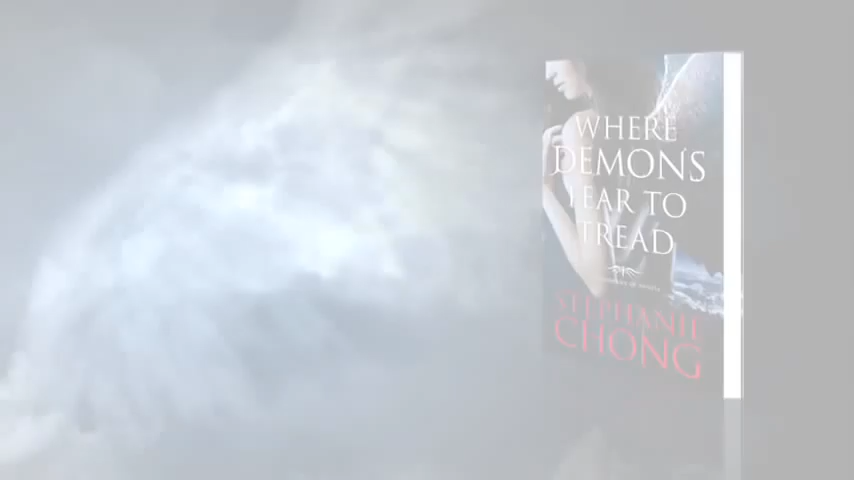 WHERE
DEMONS
FEAR TO
TREAD
STEPHANIE
CHONG